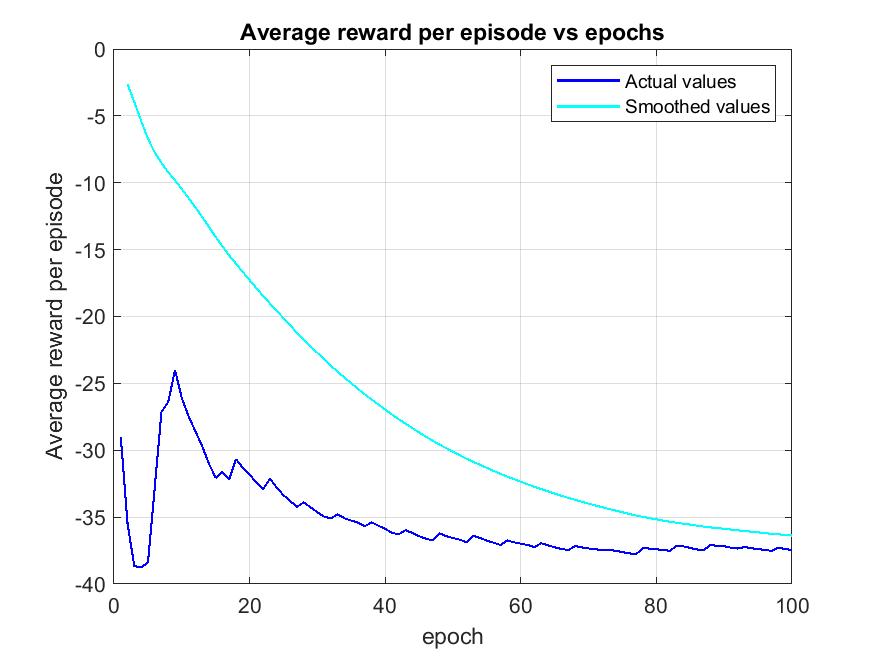 Average reward per episode vs epochs
Actual values
Smoothed values
Average reward per episode
0
-5
-10
-15
-20
-25
-30
-35
-40
0 20 40 60 80 100
epoch